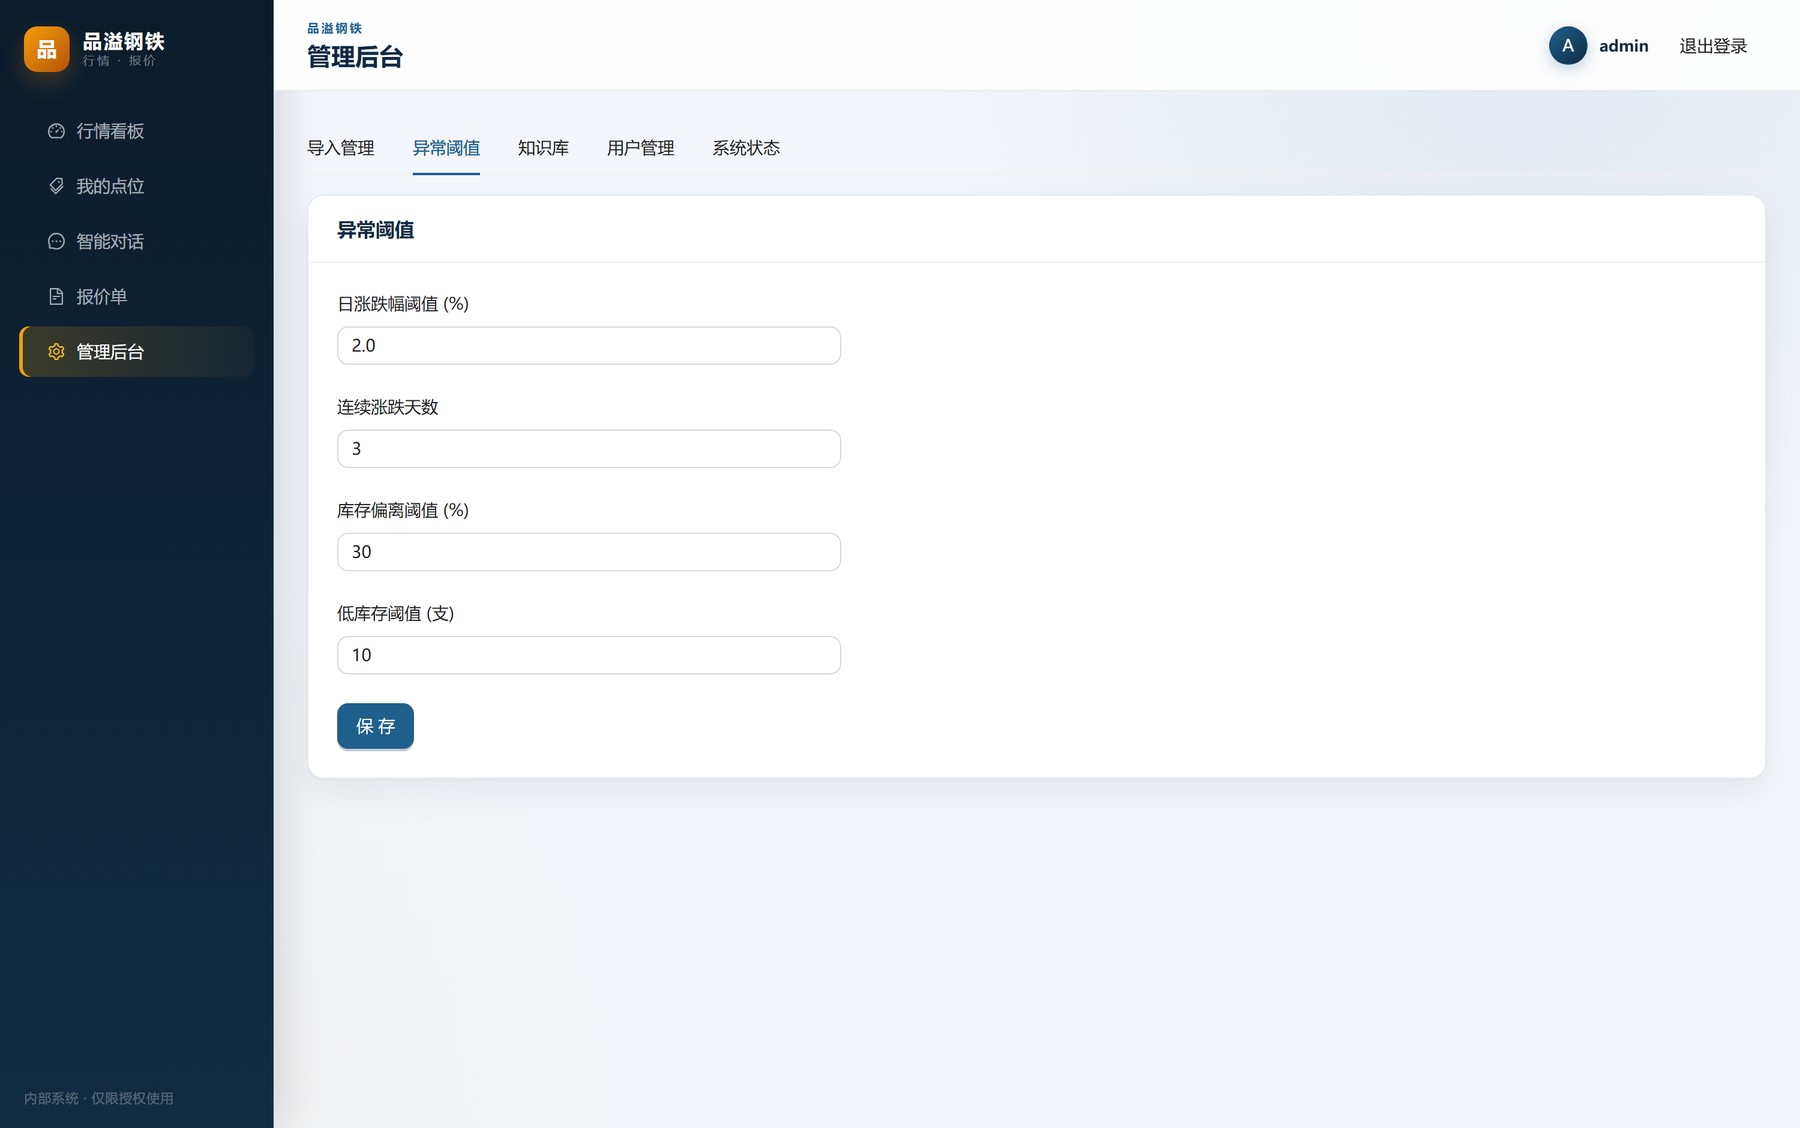 品
品溢钢铁
行情 · 报价
行情看板
我的点位
智能对话
报价单
管理后台
内部系统 · 仅限授权使用
品溢钢铁
管理后台
A
admin
退出登录
导入管理
异常阈值
知识库
用户管理
系统状态
异常阈值
日涨跌幅阈值 (%)
2.0
连续涨跌天数
3
库存偏离阈值 (%)
30
低库存阈值 (支)
10
保 存